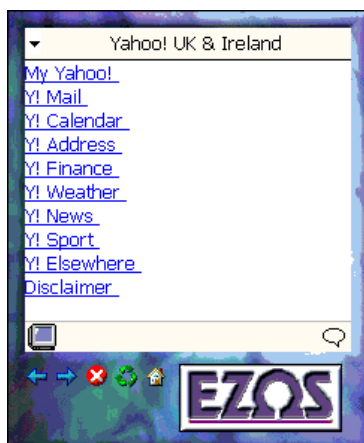 Yahoo! UK & Ireland
My Yahoo!
Y! Mail
Y! Calendar
Y! Address
Y! Finance
Y! Weather
Y! News
Y! Sport
Y! Elsewhere
Disclaimer
EZOS